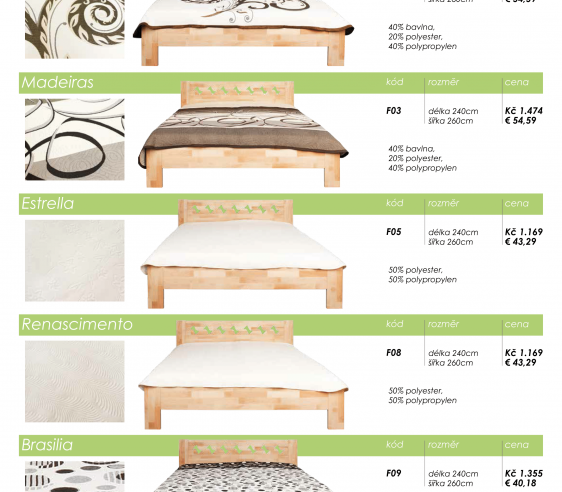 šířka 260cm € 54,59
40% bavlna,
20% polyester,
40% polypropylen
Madeiras kód rozměr cena
F03 délka 240cm Kč 1.474
šířka 260cm € 54,59
40% bavlna,
20% polyester,
40% polypropylen
Estrella kód rozměr cena
F05 délka 240cm Kč 1.169
šířka 260cm € 43,29
50% polyester,
50% polypropylen
Renascimento kód rozměr cena
F08 délka 240cm Kč 1.169
šířka 260cm € 43,29
50% polyester,
50% polypropylen
Brasilia kód rozměr cena
F09 délka 240cm Kč 1.355
šířka 260cm € 40,18